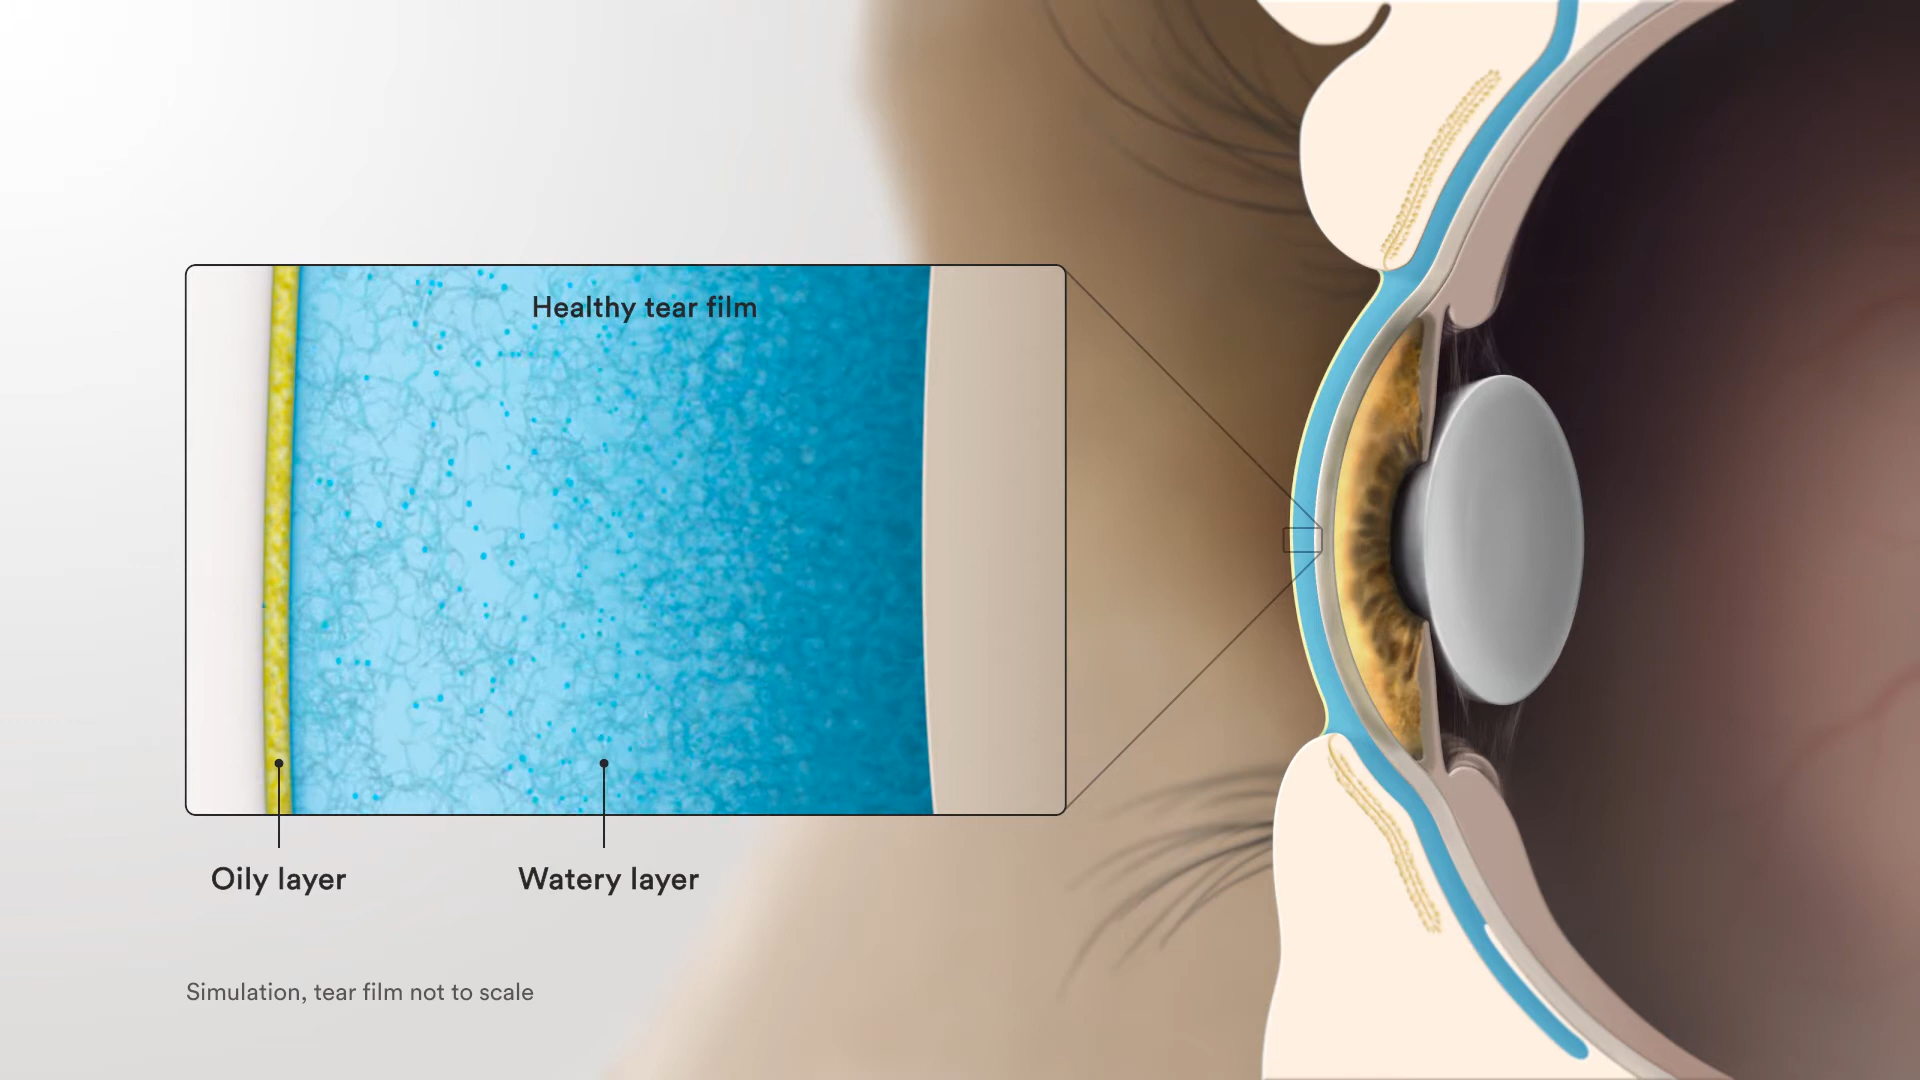 Healthy tear film
Oily layer
Watery layer
Simulation, tear film not to scale